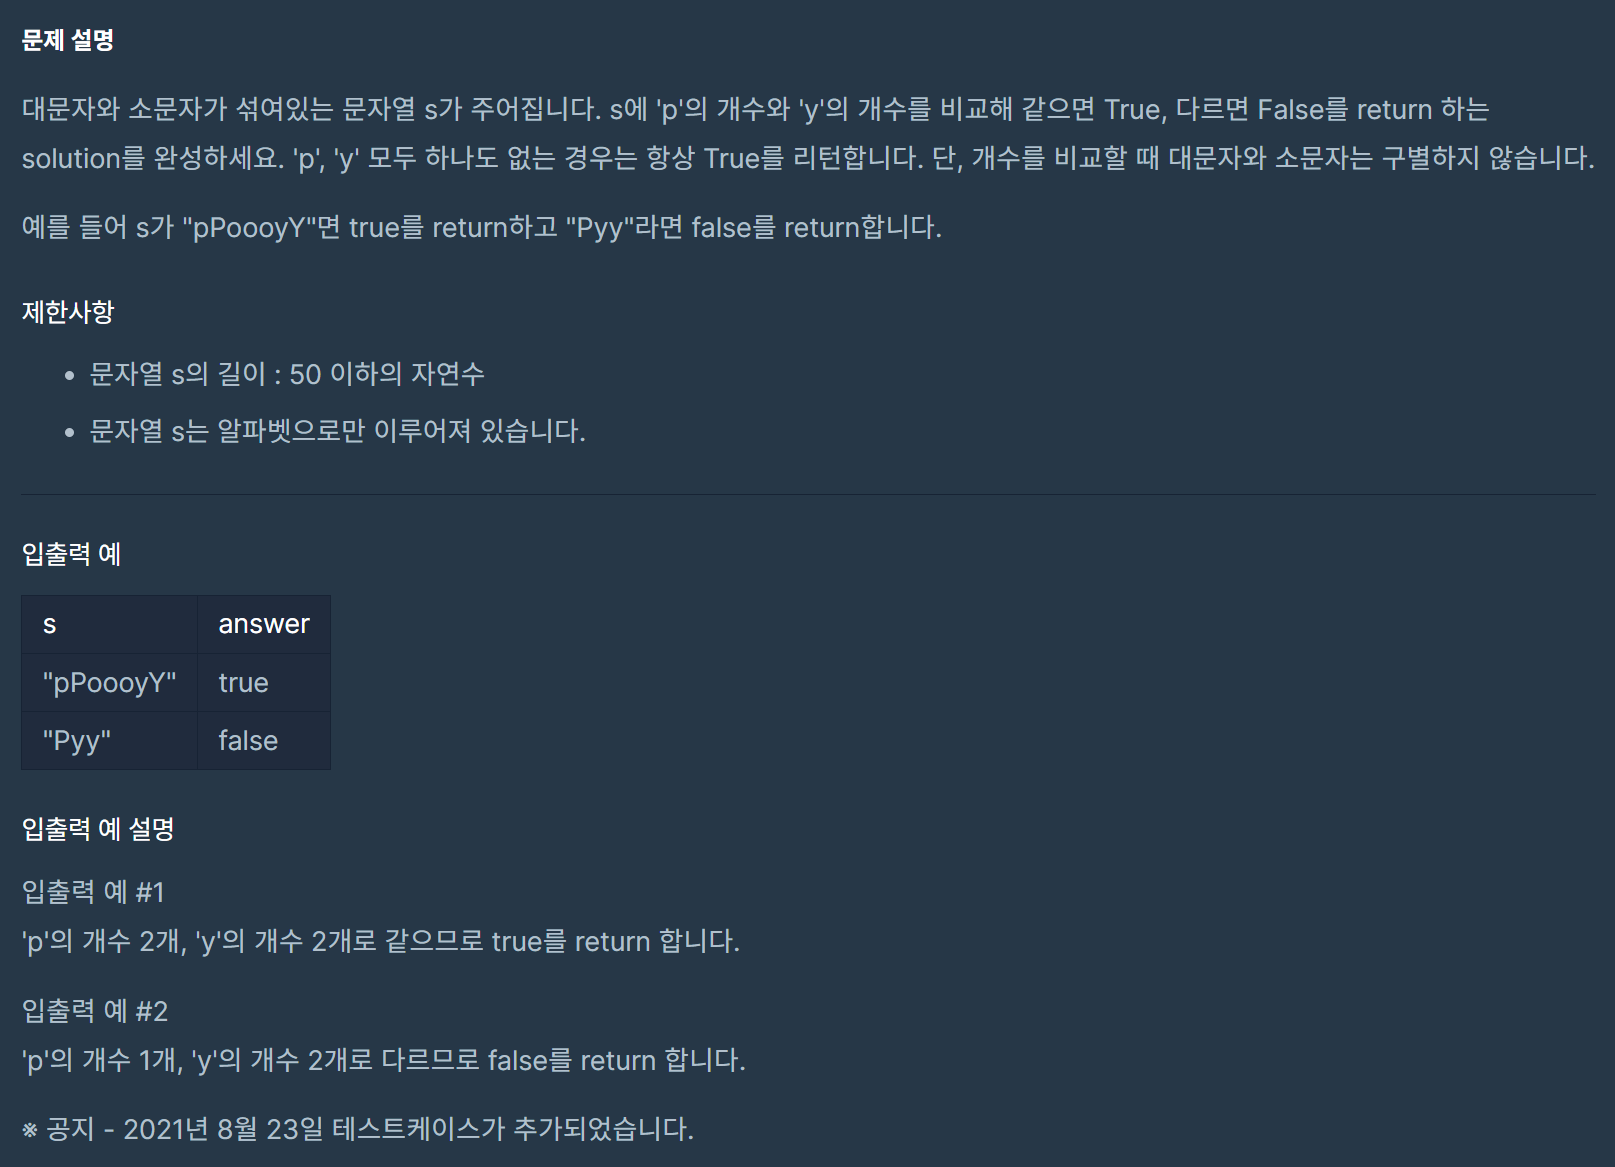 문제 설명
대문자와 소문자가 섞여있는 문자열 s가 주어집니다. s에 'p'의 개수와 'y'의 개수를 비교해 같으면 True, 다르면 False를 return 하는
solution를 완성하세요. 'p', 'y' 모두 하나도 없는 경우는 항상 True를 리턴합니다. 단, 개수를 비교할 때 대문자와 소문자는 구별하지 않습니다.
예를 들어 s가 "pPoooyY"면 true를 return하고 "Pyy"라면 false를 return합니다.
제한사항
• 문자열 s의 길이 : 50 이하의 자연수
• 문자열 s는 알파벳으로만 이루어져 있습니다.
입출력 예
s answer
"pPoooyY" true
"Pyy" false
입출력 예 설명
입출력 예 #1
'p'의 개수 2개, 'y'의 개수 2개로 같으므로 true를 return 합니다.
입출력 예 #2
'p'의 개수 1개, 'y'의 개수 2개로 다르므로 false를 return 합니다.
※ 공지 - 2021년 8월 23일 테스트케이스가 추가되었습니다.